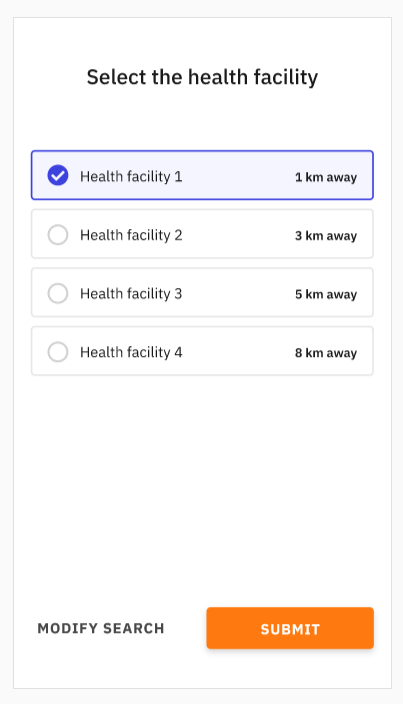 Select the health facility
Health facility 1 1 km away
Health facility 2 3 km away
Health facility 3 5 km away
Health facility 4 8 km away
MODIFY SEARCH SUBMIT